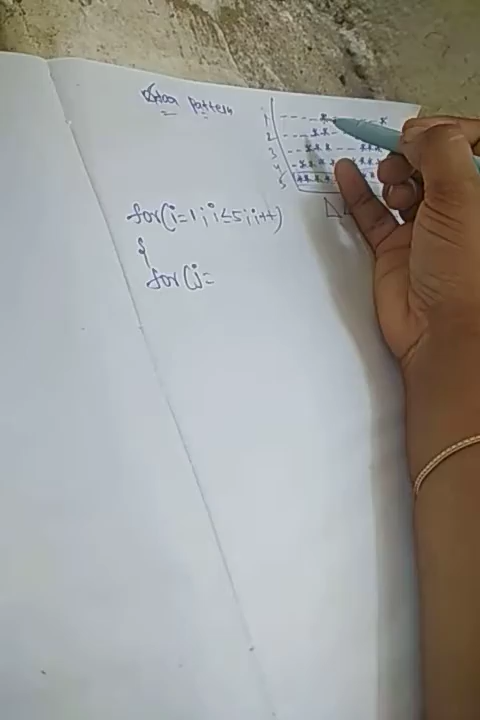 pattern
1 - - - - * - - - *
2 - - - * *
3 - - * * * - - * * *
4 - * * * *
5 * * * *
for(i=1; i≤5; i++)
{
for(j=